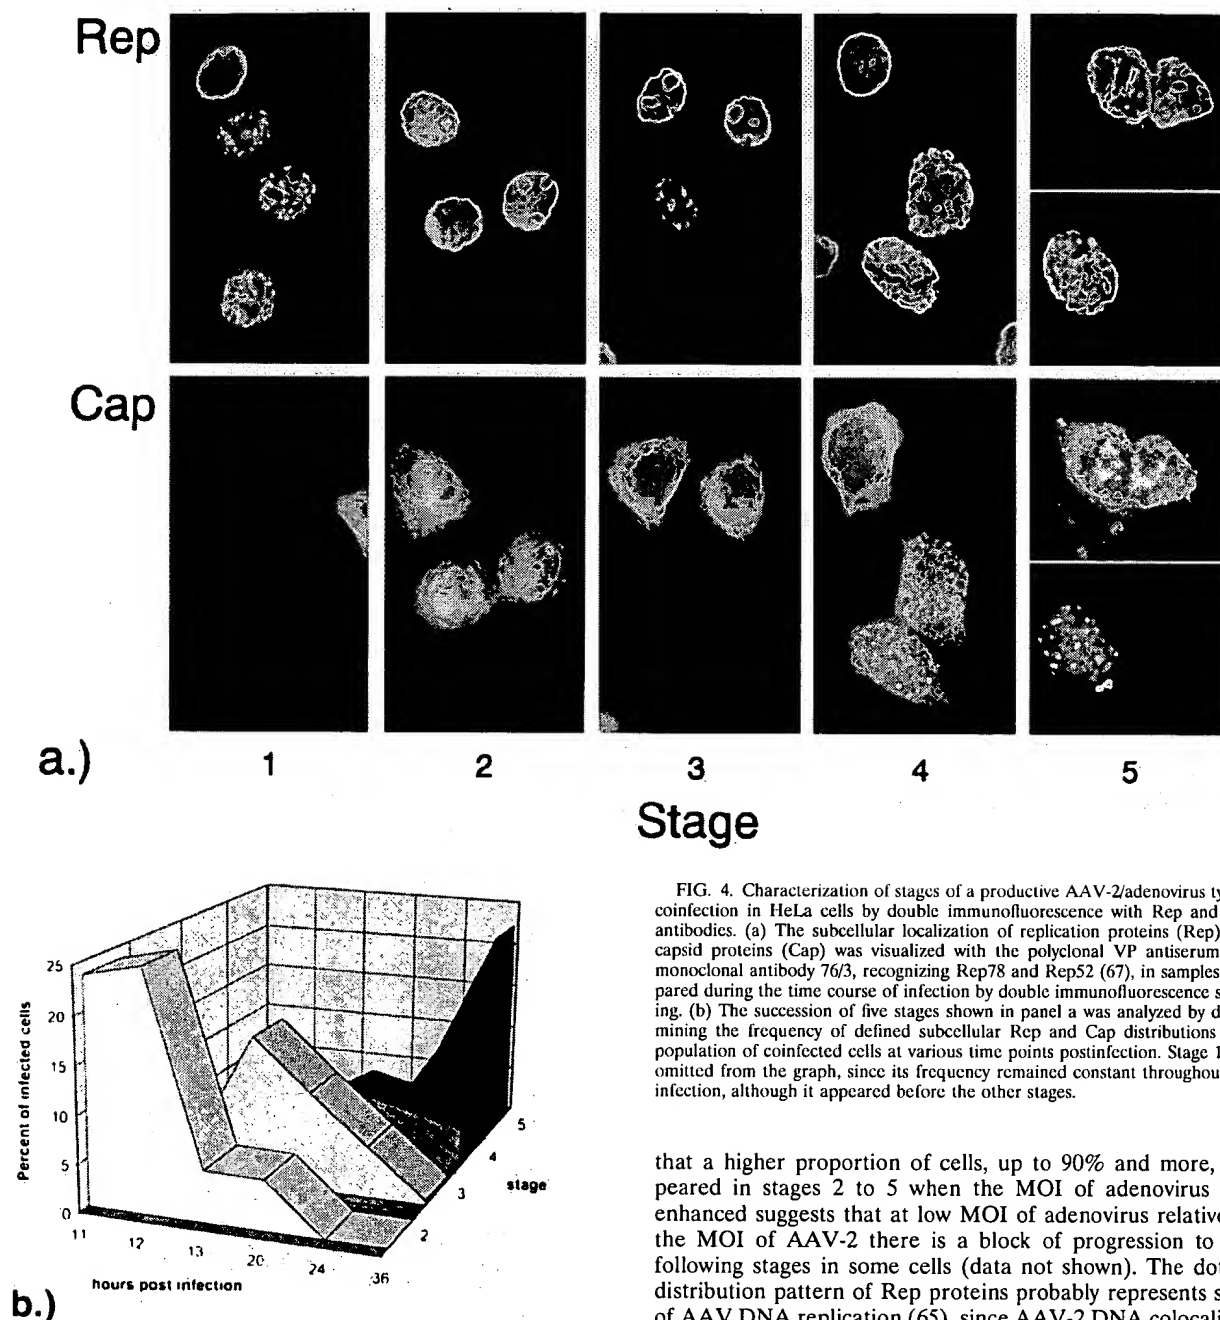 Rep
Cap
a.)
1 2 3 4 5
Stage
25
20
15
10
5
0
Percent of infected cells
11 12 13 20 24 36
hours post infection
2
3
4
5
stage
b.)
FIG. 4. Characterization of stages of a productive AAV-2/adenovirus ty
coinfection in HeLa cells by double immunofluorescence with Rep and
antibodies. (a) The subcellular localization of replication proteins (Rep)
capsid proteins (Cap) was visualized with the polyclonal VP antiserum
monoclonal antibody 76/3, recognizing Rep78 and Rep52 (67), in samples
pared during the time course of infection by double immunofluorescence s
ing. (b) The succession of five stages shown in panel a was analyzed by d
mining the frequency of defined subcellular Rep and Cap distributions
population of coinfected cells at various time points postinfection. Stage 1
omitted from the graph, since its frequency remained constant throughou
infection, although it appeared before the other stages.
that a higher proportion of cells, up to 90% and more,
peared in stages 2 to 5 when the MOI of adenovirus
enhanced suggests that at low MOI of adenovirus relative
the MOI of AAV-2 there is a block of progression to
following stages in some cells (data not shown). The dot
distribution pattern of Rep proteins probably represents s
of AAV DNA replication (65), since AAV-2 DNA colocali